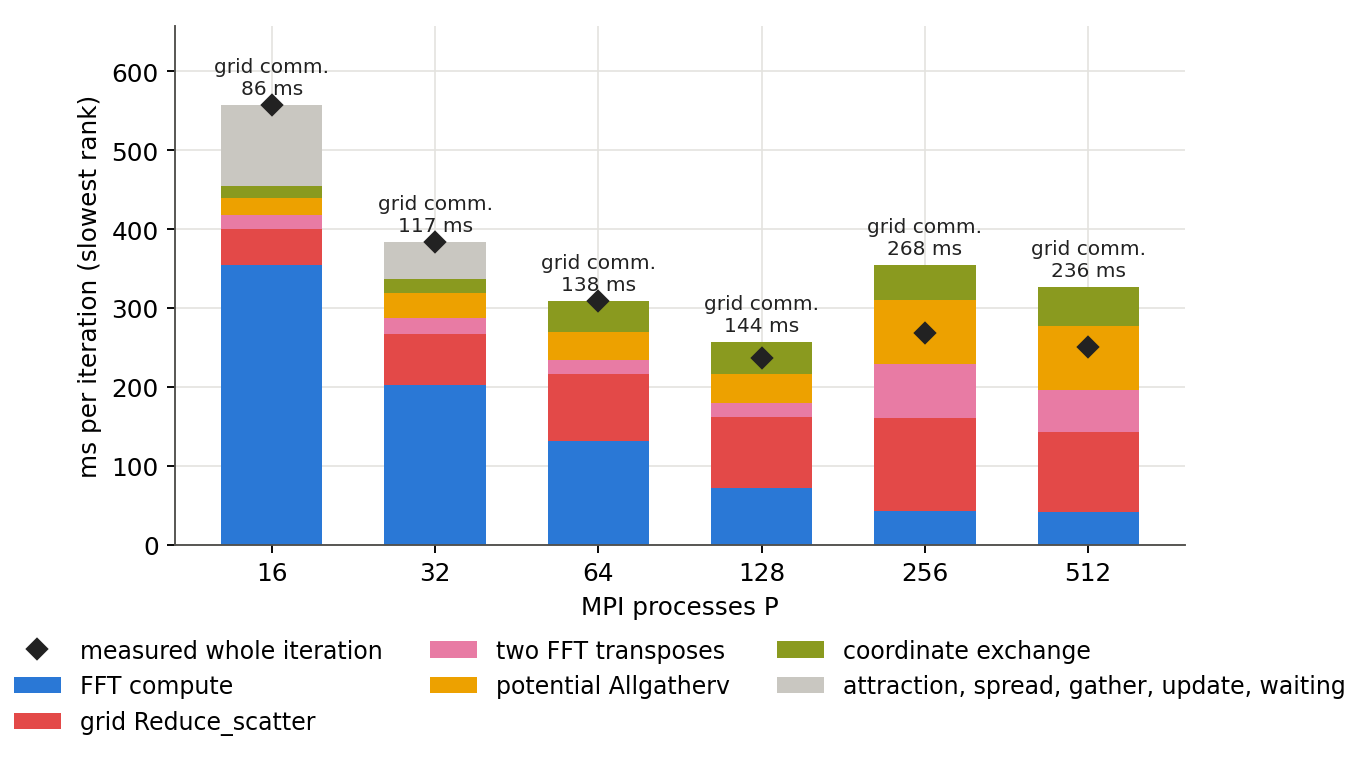 grid comm.
86 ms
grid comm.
117 ms
grid comm.
138 ms
grid comm.
144 ms
grid comm.
268 ms
grid comm.
236 ms
ms per iteration (slowest rank)
600
500
400
300
200
100
0
16 32 64 128 256 512
MPI processes P
measured whole iteration
FFT compute
grid Reduce_scatter
two FFT transposes
potential Allgatherv
coordinate exchange
attraction, spread, gather, update, waiting